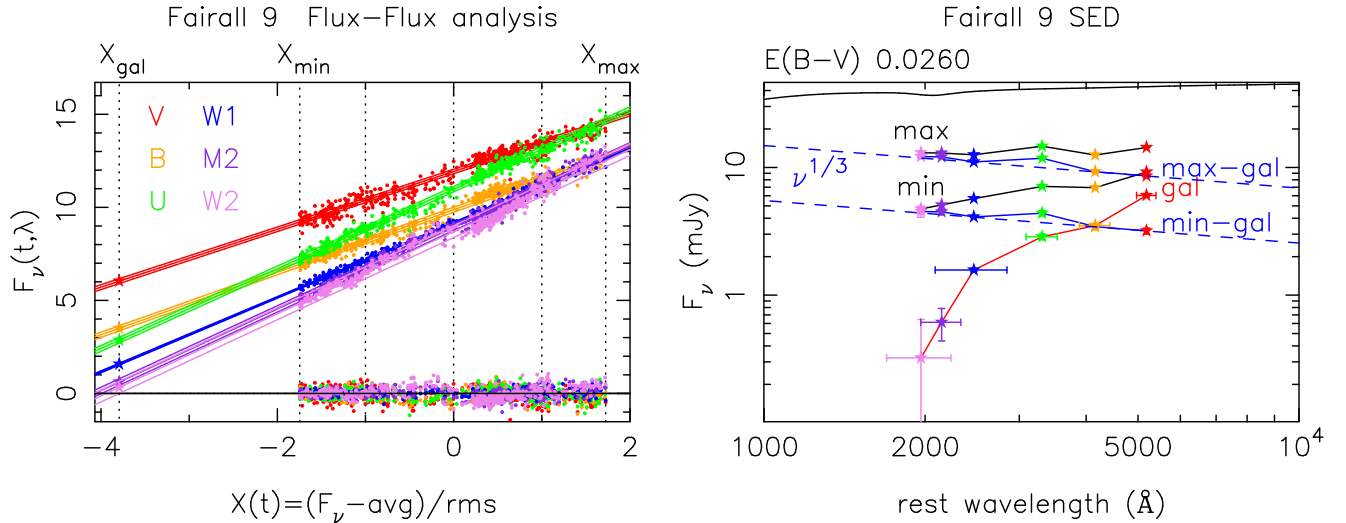 Fairall 9 Flux−Flux analysis
X_gal X_min X_max
V W1
B M2
U W2
15
10
5
0
F_ν(t,λ)
−4 −2 0 2
X(t)=(F_ν−avg)/rms
Fairall 9 SED
E(B−V) 0.0260
max
ν^1/3
min
max−gal
gal
min−gal
10
1
F_ν (mJy)
1000 2000 5000 10^4
rest wavelength (Å)